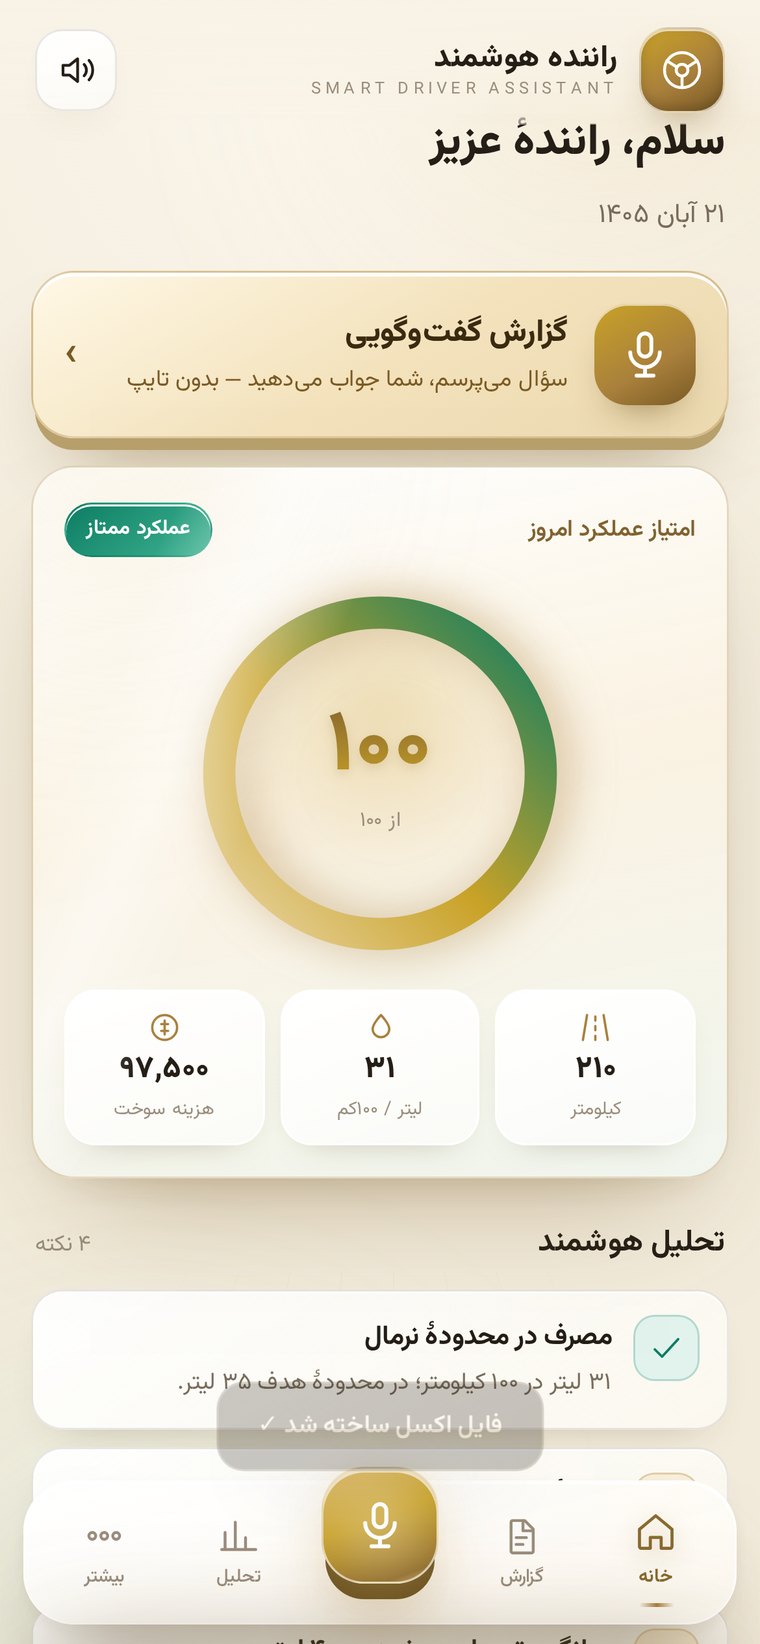 راننده هوشمند
SMART DRIVER ASSISTANT
سلام، رانندهٔ عزیز
۲۱ آبان ۱۴۰۵
گزارش گفت‌وگویی
سؤال می‌پرسم، شما جواب می‌دهید — بدون تایپ
امتیاز عملکرد امروز
عملکرد ممتاز
۱۰۰
از ۱۰۰
۲۱۰
کیلومتر
۳۱
لیتر / ۱۰۰کم
۹۷,۵۰۰
هزینه سوخت
تحلیل هوشمند
۴ نکته
مصرف در محدودهٔ نرمال
۳۱ لیتر در ۱۰۰ کیلومتر؛ در محدودهٔ هدف ۳۵ لیتر.
فایل اکسل ساخته شد ✓
خانه
گزارش
تحلیل
بیشتر